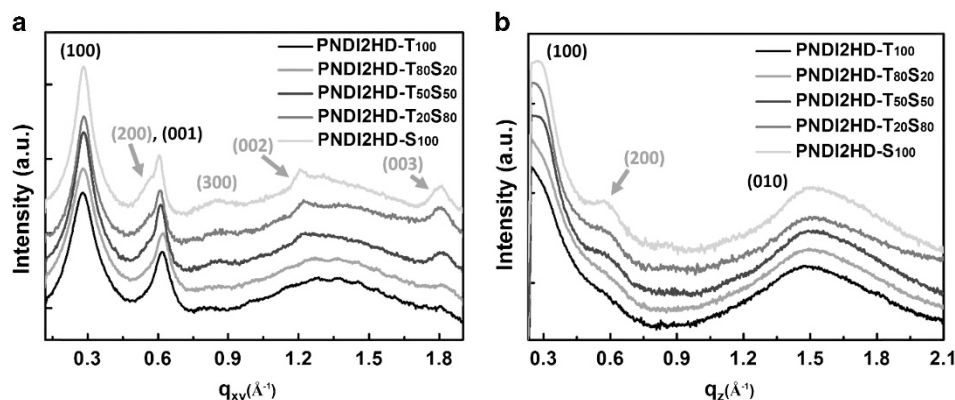 a
(100)
(200), (001)
(300)
(002)
(003)
PNDI2HD-T100
PNDI2HD-T80S20
PNDI2HD-T50S50
PNDI2HD-T20S80
PNDI2HD-S100
Intensity (a.u.)
0.3 0.6 0.9 1.2 1.5 1.8
qxy(Å-1)
b
(100)
(200)
(010)
PNDI2HD-T100
PNDI2HD-T80S20
PNDI2HD-T50S50
PNDI2HD-T20S80
PNDI2HD-S100
Intensity (a.u.)
0.3 0.6 0.9 1.2 1.5 1.8 2.1
qz(Å-1)